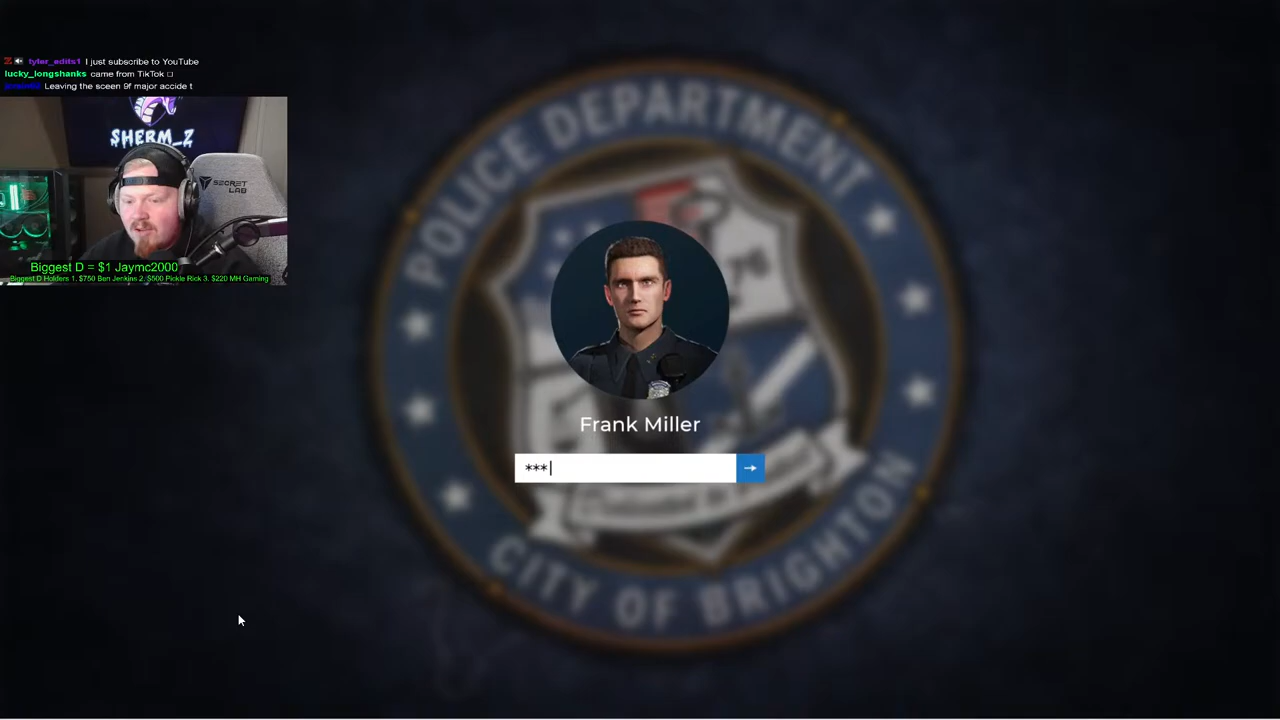 tyler_edits1 I just subscribe to YouTube
lucky_longshanks came from TikTok
Leaving the sceen 9f major accide t
SHERM_Z
SECRET
LAB
Biggest D = $1 Jaymc2000
Biggest D Holders 1. $750 Ben Jenkins 2. $500 Pickle Rick 3. $220 MH Gaming
POLICE DEPARTMENT
Frank Miller
***
CITY OF BRIGHTON